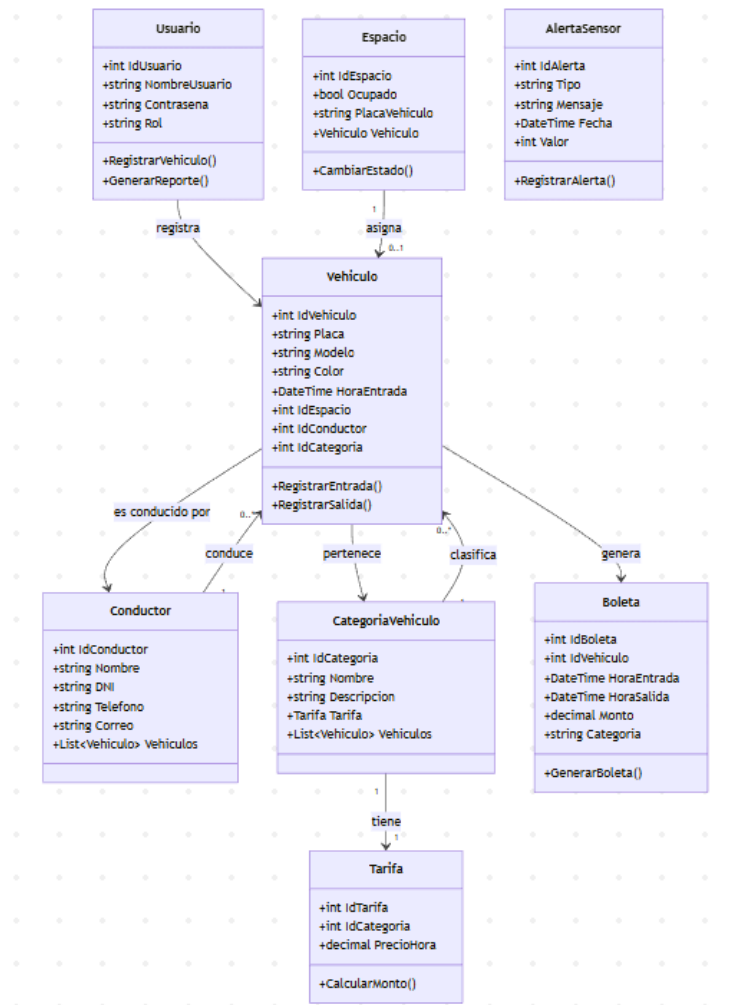 Usuario
+int IdUsuario
+string NombreUsuario
+string Contrasena
+string Rol
+RegistrarVehiculo()
+GenerarReporte()
Espacio
+int IdEspacio
+bool Ocupado
+string PlacaVehiculo
+Vehiculo Vehiculo
+CambiarEstado()
AlertaSensor
+int IdAlerta
+string Tipo
+string Mensaje
+DateTime Fecha
+int Valor
+RegistrarAlerta()
registra
1
asigna
0..1
Vehiculo
+int IdVehiculo
+string Placa
+string Modelo
+string Color
+DateTime HoraEntrada
+int IdEspacio
+int IdConductor
+int IdCategoria
+RegistrarEntrada()
+RegistrarSalida()
es conducido por
0..*
conduce
pertenece
0..*
clasifica
genera
Conductor
+int IdConductor
+string Nombre
+string DNI
+string Telefono
+string Correo
+List<Vehiculo> Vehiculos
CategoriaVehiculo
+int IdCategoria
+string Nombre
+string Descripcion
+Tarifa Tarifa
+List<Vehiculo> Vehiculos
Boleta
+int IdBoleta
+int IdVehiculo
+DateTime HoraEntrada
+DateTime HoraSalida
+decimal Monto
+string Categoria
+GenerarBoleta()
1
tiene
1
Tarifa
+int IdTarifa
+int IdCategoria
+decimal PrecioHora
+CalcularMonto()